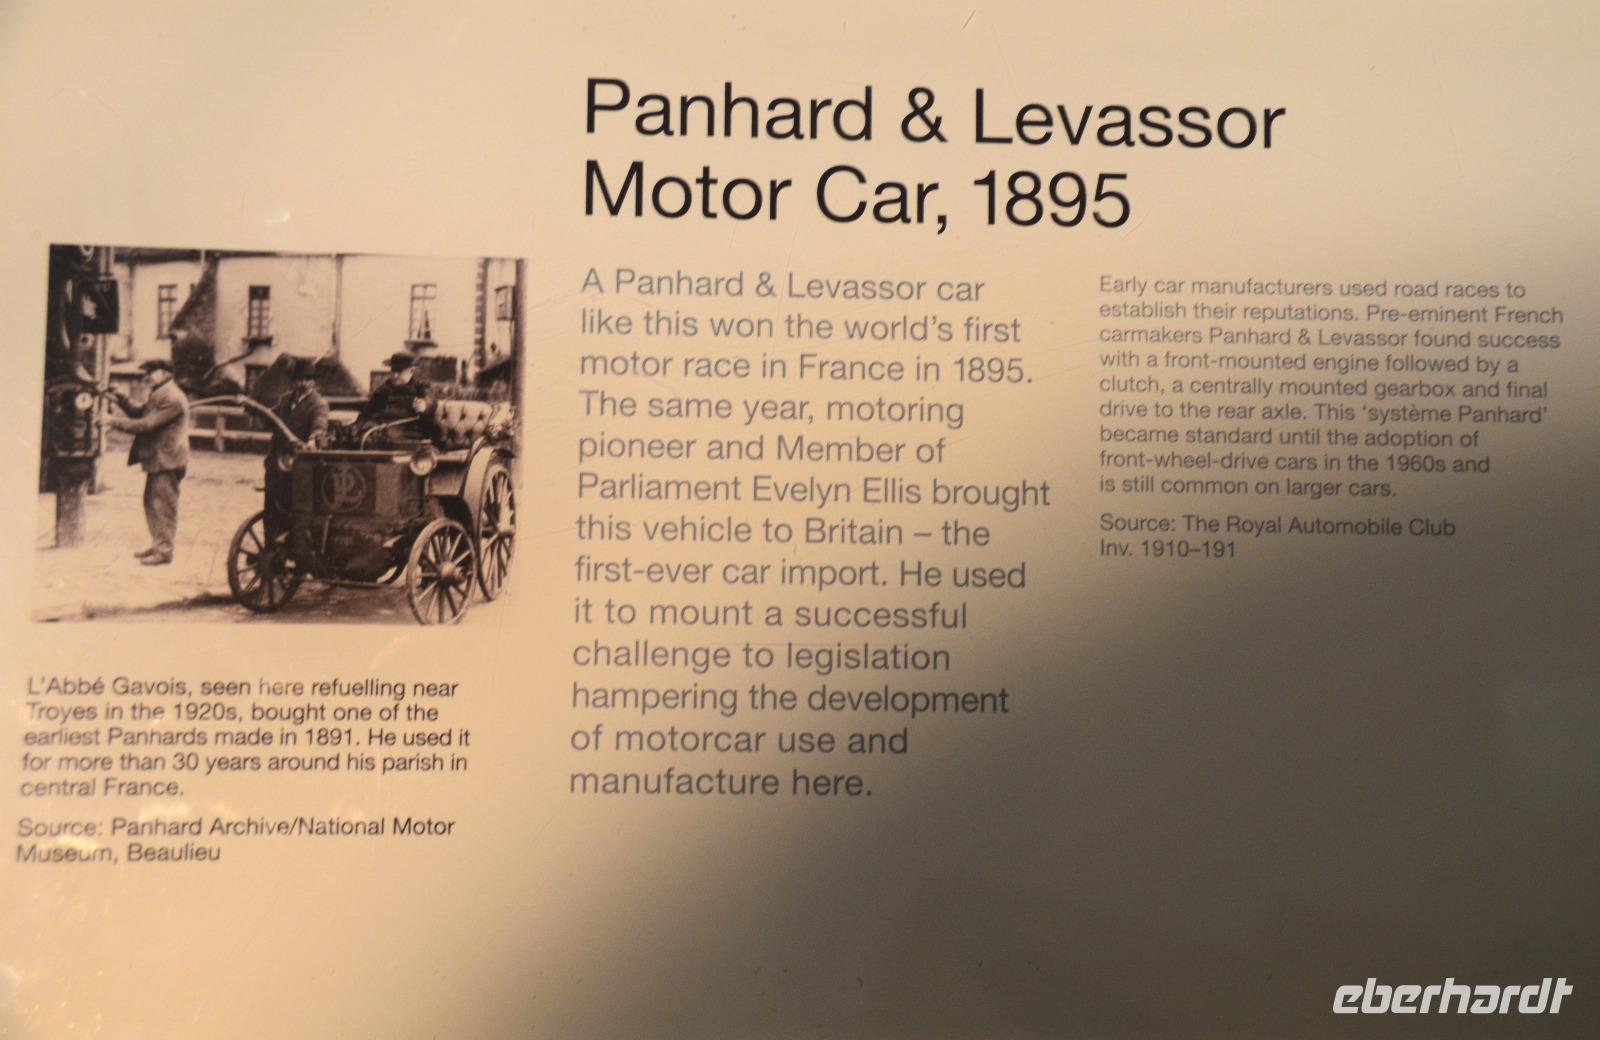 Panhard & Levassor
Motor Car, 1895
A Panhard & Levassor car
like this won the world's first
motor race in France in 1895.
The same year, motoring
pioneer and Member of
Parliament Evelyn Ellis brought
this vehicle to Britain – the
first-ever car import. He used
it to mount a successful
challenge to legislation
hampering the development
of motorcar use and
manufacture here.
Early car manufacturers used road races to
establish their reputations. Pre-eminent French
carmakers Panhard & Levassor found success
with a front-mounted engine followed by a
clutch, a centrally mounted gearbox and final
drive to the rear axle. This 'système Panhard'
became standard until the adoption of
front-wheel-drive cars in the 1960s and
is still common on larger cars.
Source: The Royal Automobile Club
Inv. 1910–191
PL
L'Abbé Gavois, seen here refuelling near
Troyes in the 1920s, bought one of the
earliest Panhards made in 1891. He used it
for more than 30 years around his parish in
central France.
Source: Panhard Archive/National Motor
Museum, Beaulieu
eberhardt